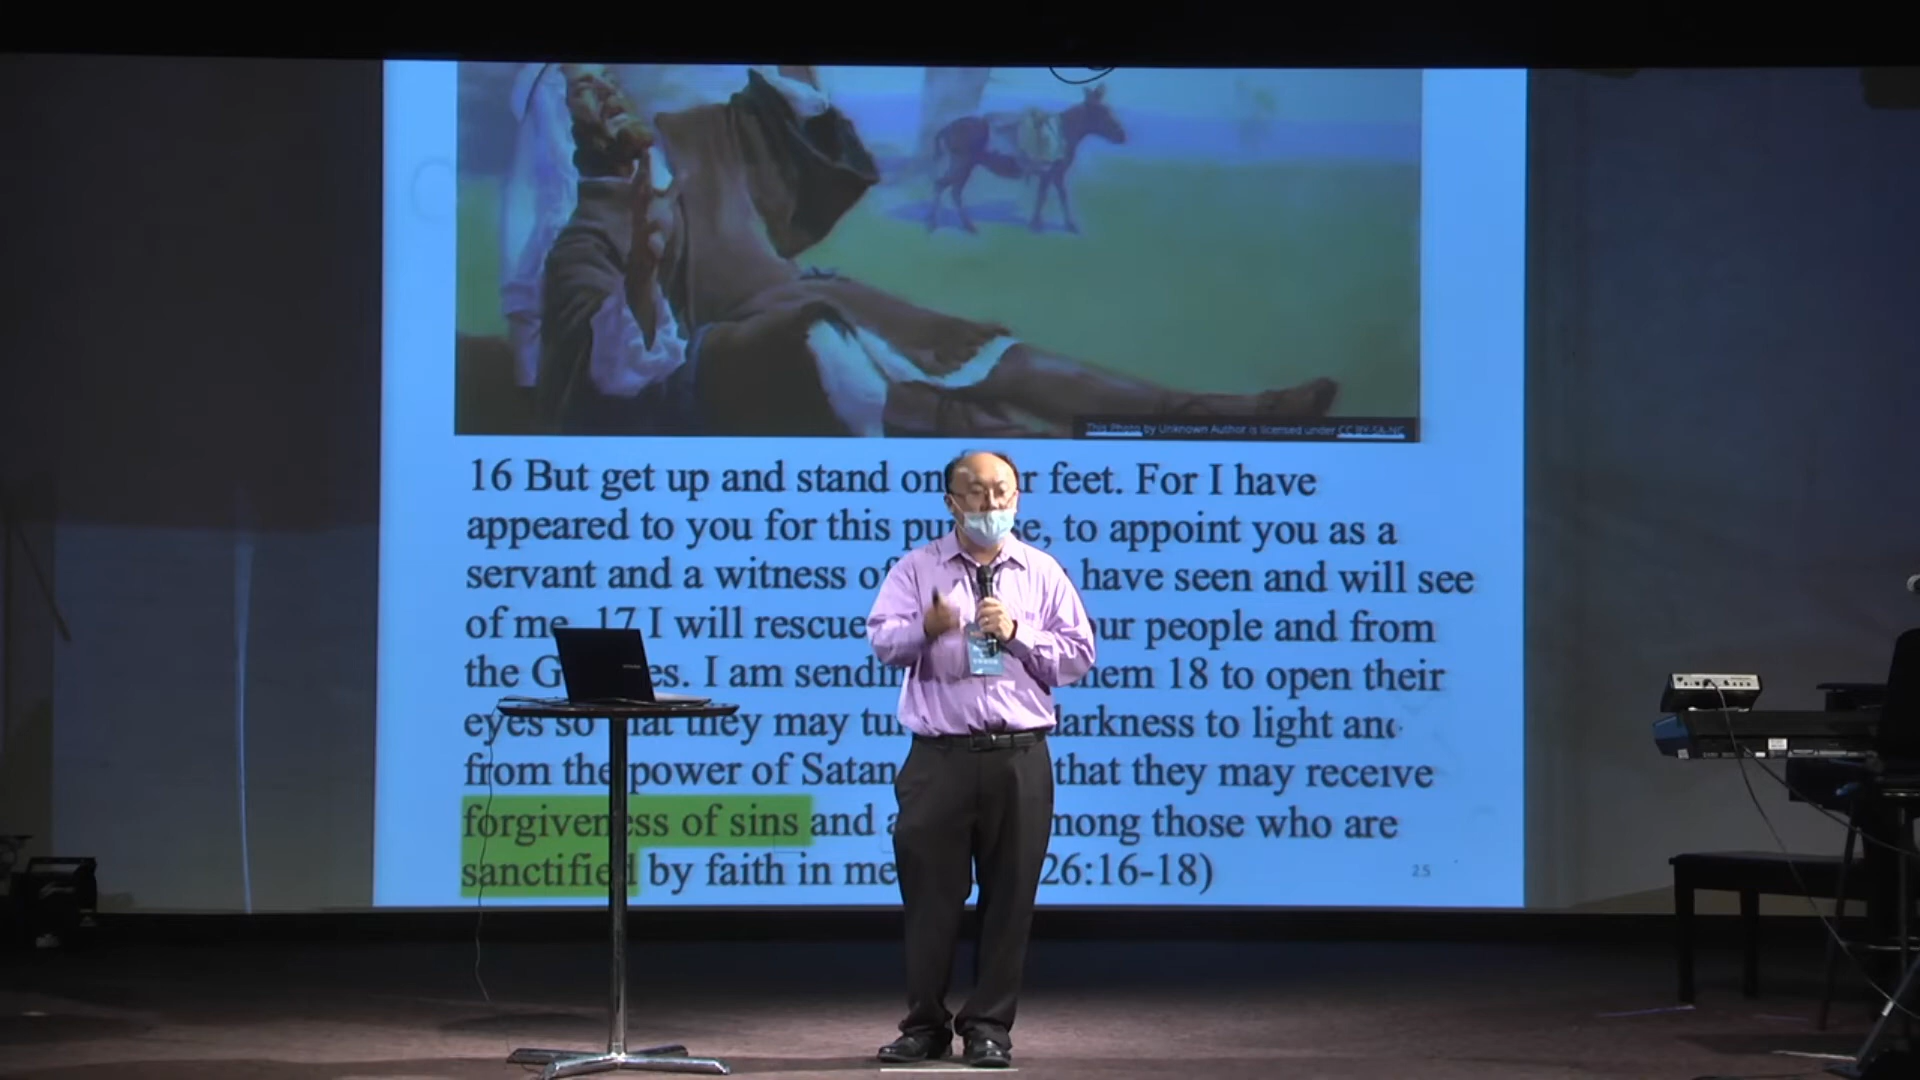 This Photo by Unknown Author is licensed under CC BY-SA-NC
16 But get up and stand on r feet. For I have
appeared to you for this pu se, to appoint you as a
servant and a witness of have seen and will see
of me. 17 I will rescue ur people and from
the G es. I am sendin hem 18 to open their
eyes so hat they may tu darkness to light and
from the power of Satan that they may receive
forgiveness of sins and a mong those who are
sanctified by faith in me 26:16-18)
25